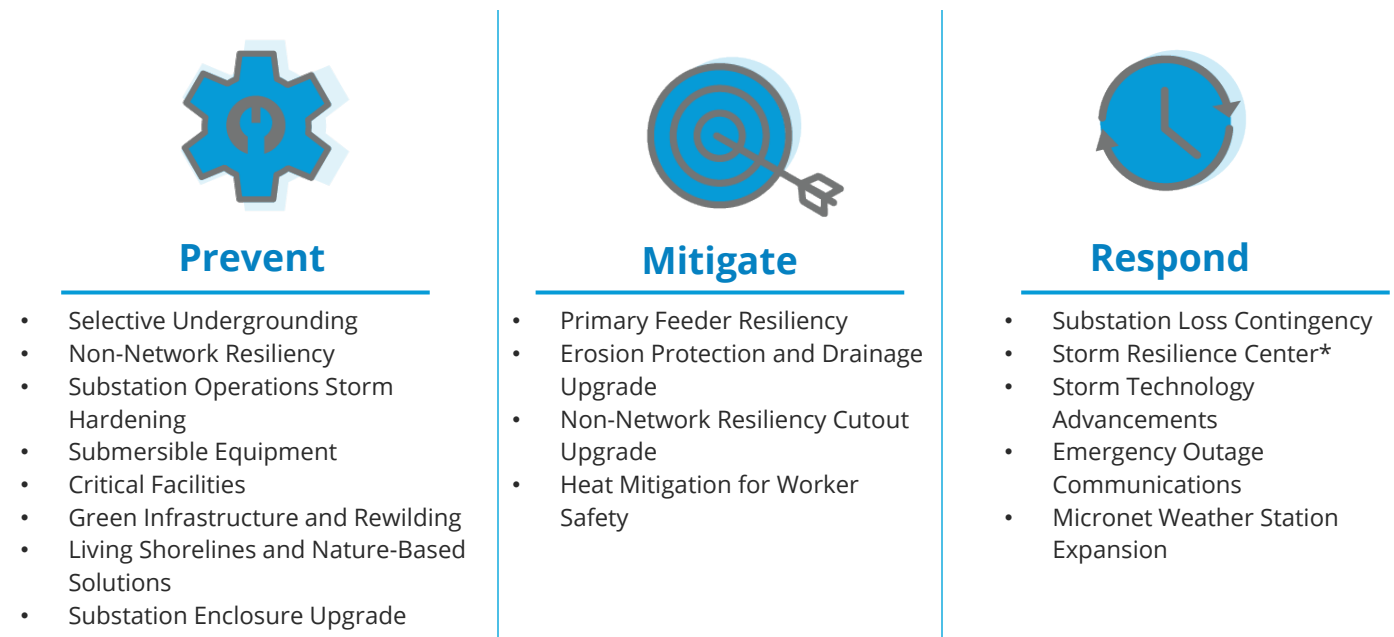 Prevent
• Selective Undergrounding
• Non-Network Resiliency
• Substation Operations Storm
Hardening
• Submersible Equipment
• Critical Facilities
• Green Infrastructure and Rewilding
• Living Shorelines and Nature-Based
Solutions
• Substation Enclosure Upgrade
Mitigate
• Primary Feeder Resiliency
• Erosion Protection and Drainage
Upgrade
• Non-Network Resiliency Cutout
Upgrade
• Heat Mitigation for Worker
Safety
Respond
• Substation Loss Contingency
• Storm Resilience Center*
• Storm Technology
Advancements
• Emergency Outage
Communications
• Micronet Weather Station
Expansion